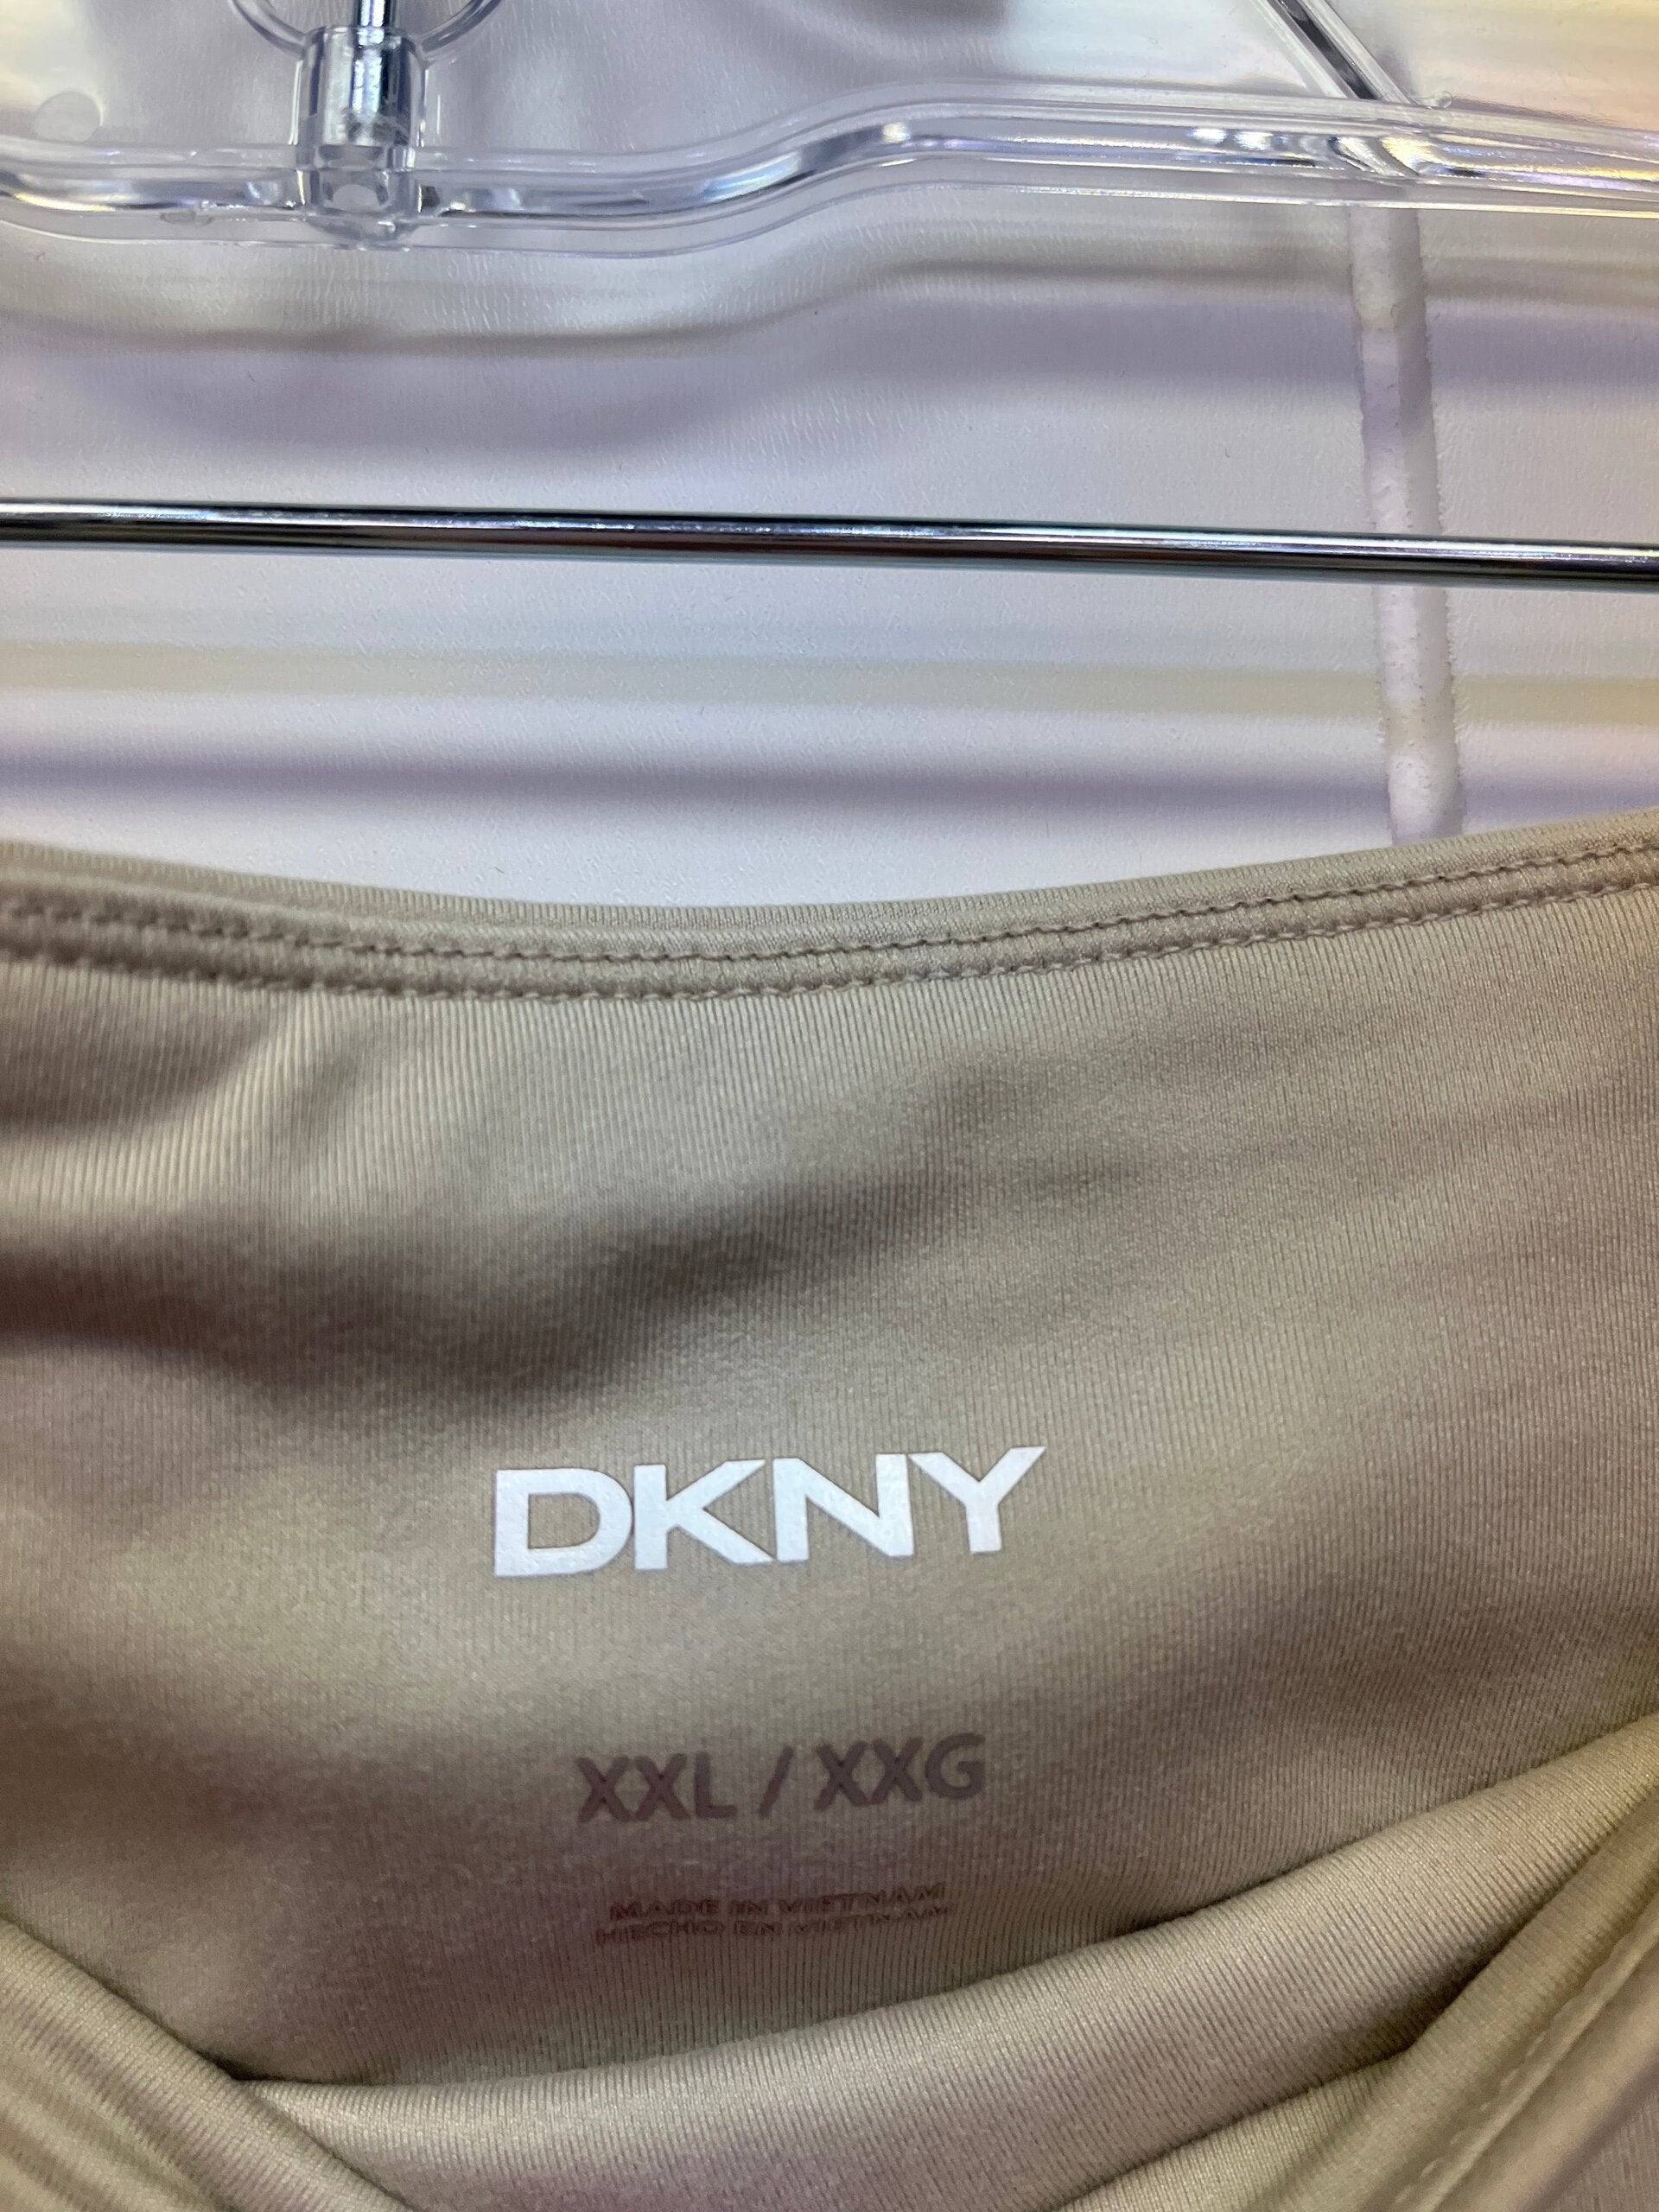 DKNY
XXL / XXG
MADE IN VIETNAM
HECHO EN VIETNAM